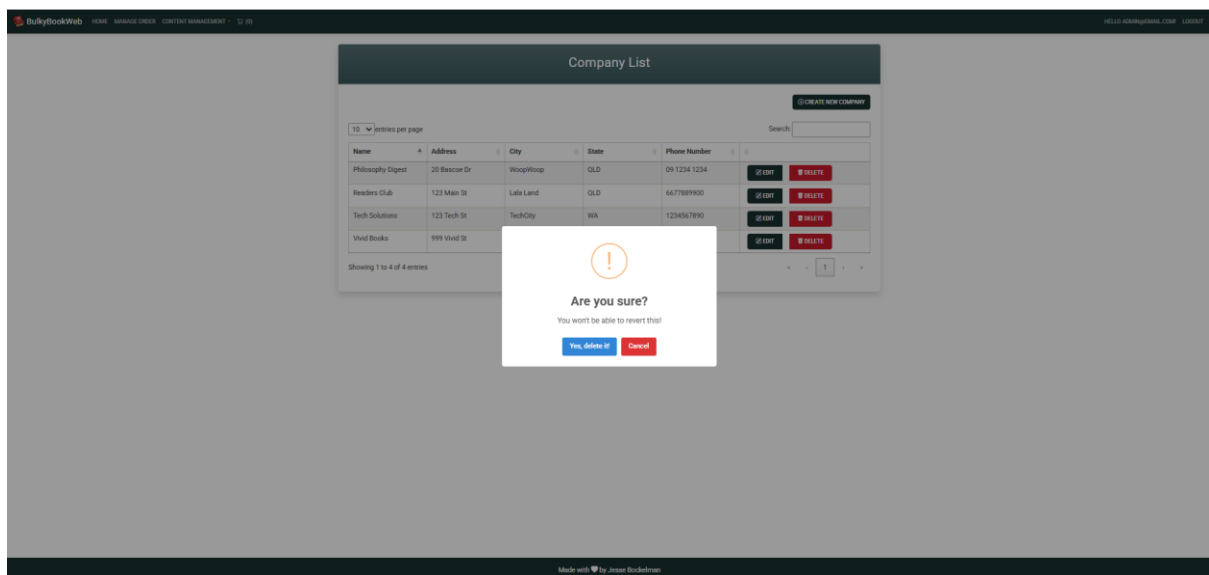 BulkyBookWeb HOME MANAGE ORDER CONTENT MANAGEMENT (0) HELLO ADMIN@GMAIL.COM! LOGOUT
Company List
CREATE NEW COMPANY
10 entries per page Search:
Name Address City State Phone Number
Philosophy Digest 20 Bascoe Dr WoopWoop QLD 09 1234 1234 EDIT DELETE
Readers Club 123 Main St Lala Land QLD 6677889900 EDIT DELETE
Tech Solutions 123 Tech St TechCity WA 1234567890 EDIT DELETE
Vivid Books 999 Vivid St EDIT DELETE
Showing 1 to 4 of 4 entries « ‹ 1 › »
!
Are you sure?
You won't be able to revert this!
Yes, delete it! Cancel
Made with by Jesse Bockelman